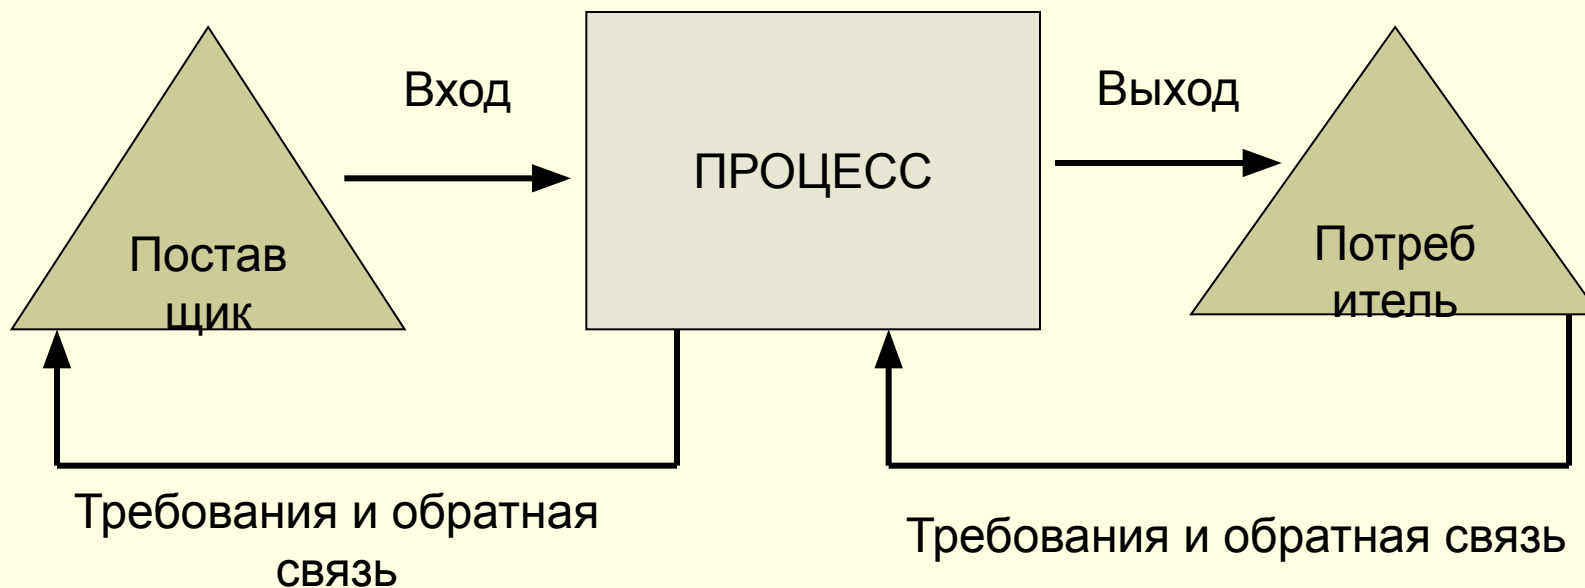 Вход
Выход
ПРОЦЕСС
Постав
щик
Потреб
итель
Требования и обратная
связь
Требования и обратная связь